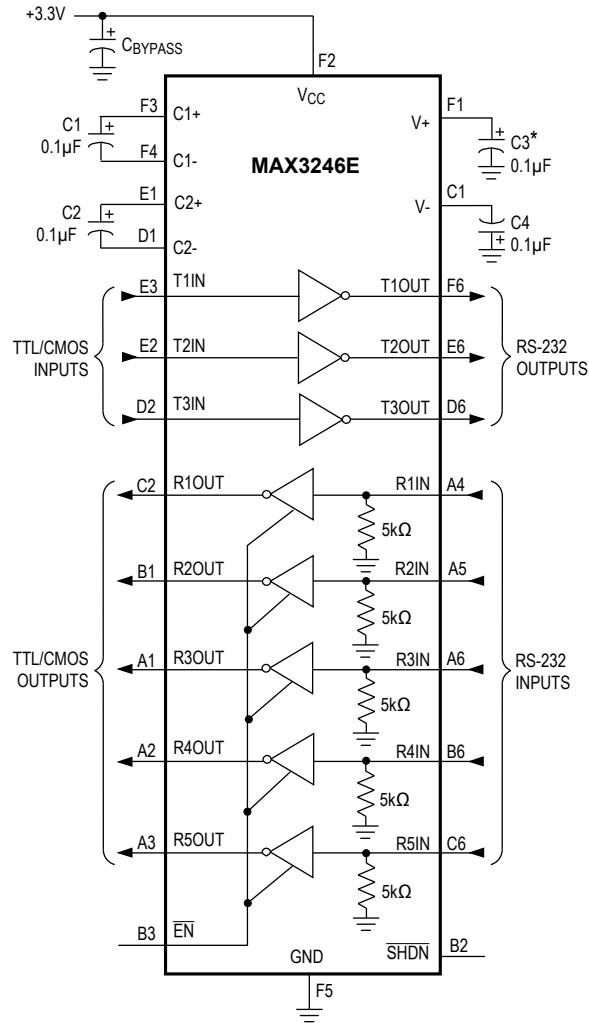 +3.3V
CBYPASS
F2
VCC
F3
C1+
C1
0.1µF
F4
C1-
MAX3246E
F1
V+
C3*
0.1µF
E1
C2+
C2
0.1µF
D1
C2-
C1
V-
C4
0.1µF
TTL/CMOS
INPUTS
E3 T1IN T1OUT F6
E2 T2IN T2OUT E6
D2 T3IN T3OUT D6
RS-232
OUTPUTS
TTL/CMOS
OUTPUTS
C2 R1OUT R1IN A4
5kΩ
B1 R2OUT R2IN A5
5kΩ
A1 R3OUT R3IN A6
5kΩ
A2 R4OUT R4IN B6
5kΩ
A3 R5OUT R5IN C6
5kΩ
RS-232
INPUTS
B3 EN
GND
SHDN B2
F5